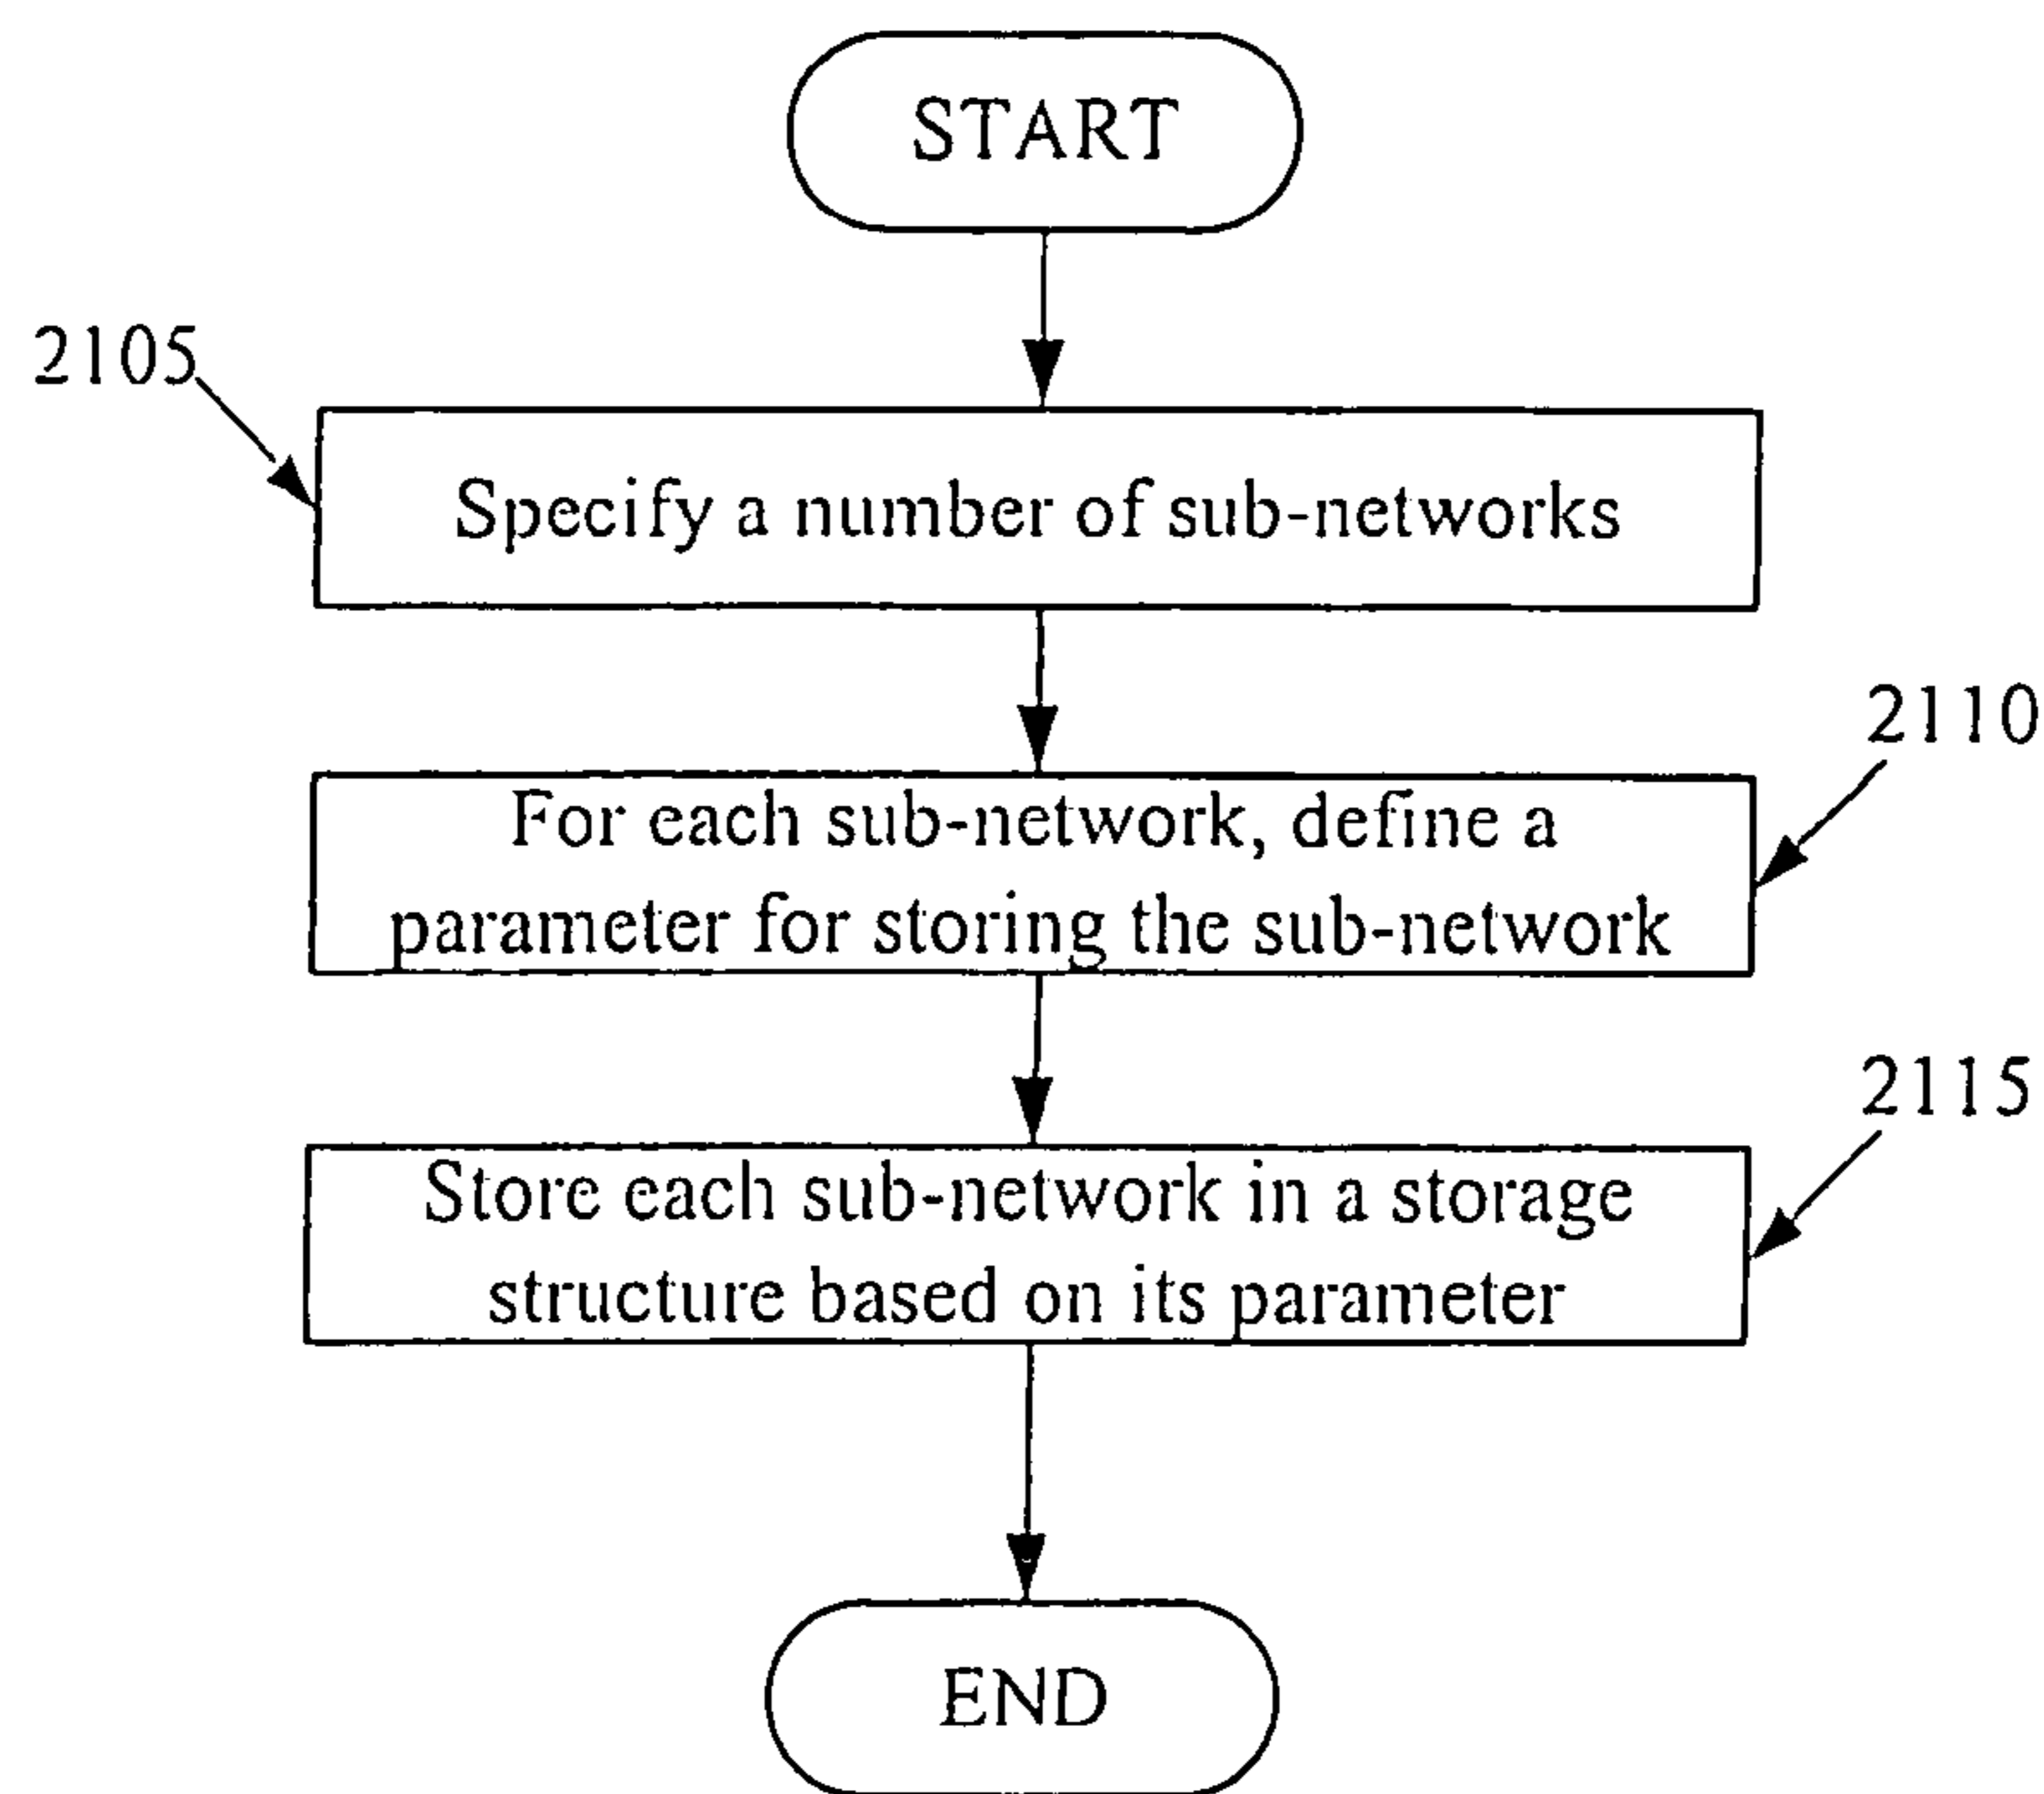 START
2105
Specify a number of sub-networks
2110
For each sub-network, define a
parameter for storing the sub-network
2115
Store each sub-network in a storage
structure based on its parameter
END